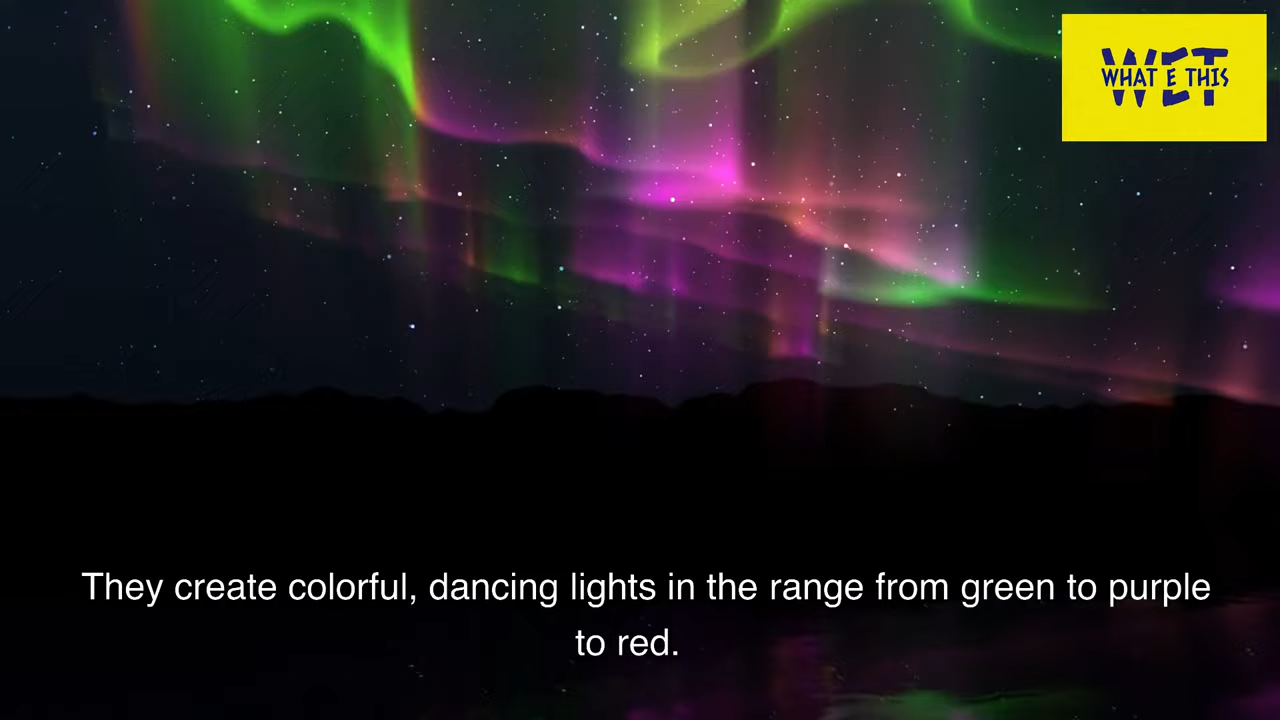 WET
WHAT E THIS
They create colorful, dancing lights in the range from green to purple
to red.